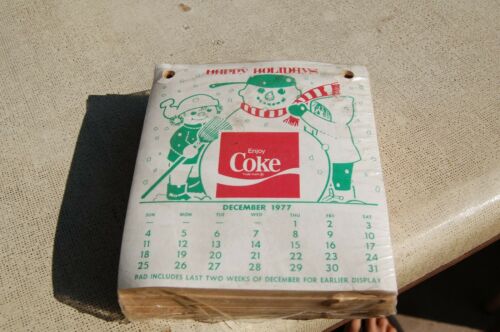 HAPPY HOLIDAYS
Enjoy
Coke
TRADE-MARK ®
DECEMBER 1977
SUN MON TUE WED THU FRI SAT
— — — — 1 2 3
4 5 6 7 8 9 10
11 12 13 14 15 16 17
18 19 20 21 22 23 24
25 26 27 28 29 30 31
PAD INCLUDES LAST TWO WEEKS OF DECEMBER FOR EARLIER DISPLAY